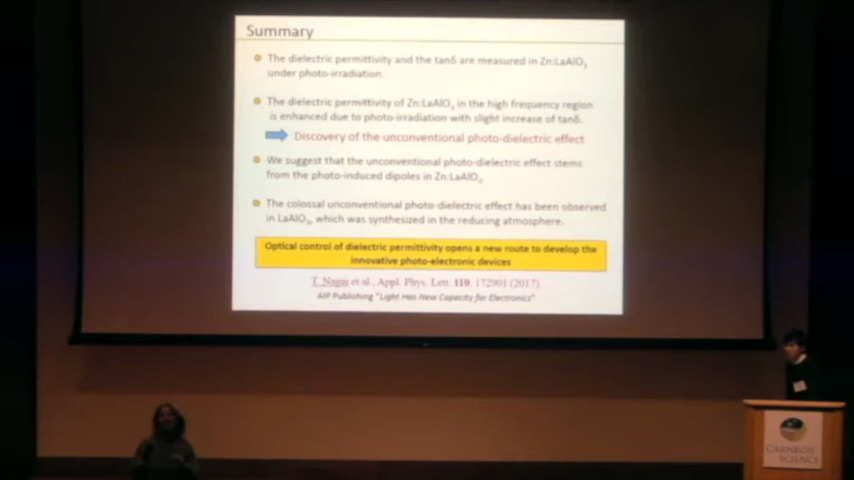 Summary
The dielectric permittivity and the tanδ are measured in Zn:LaAlO3
under photo-irradiation.
The dielectric permittivity of Zn:LaAlO3 in the high frequency region
is enhanced due to photo-irradiation with slight increase of tanδ.
Discovery of the unconventional photo-dielectric effect
We suggest that the unconventional photo-dielectric effect stems
from the photo-induced dipoles in Zn:LaAlO3.
The colossal unconventional photo-dielectric effect has been observed
in LaAlO3, which was synthesized in the reducing atmosphere.
Optical control of dielectric permittivity opens a new route to develop the
innovative photo-electronic devices
T. Nagai et al., Appl. Phys. Lett. 110, 172901 (2017)
AIP Publishing "Light Has New Capacity for Electronics"
CARNEGIE
SCIENCE